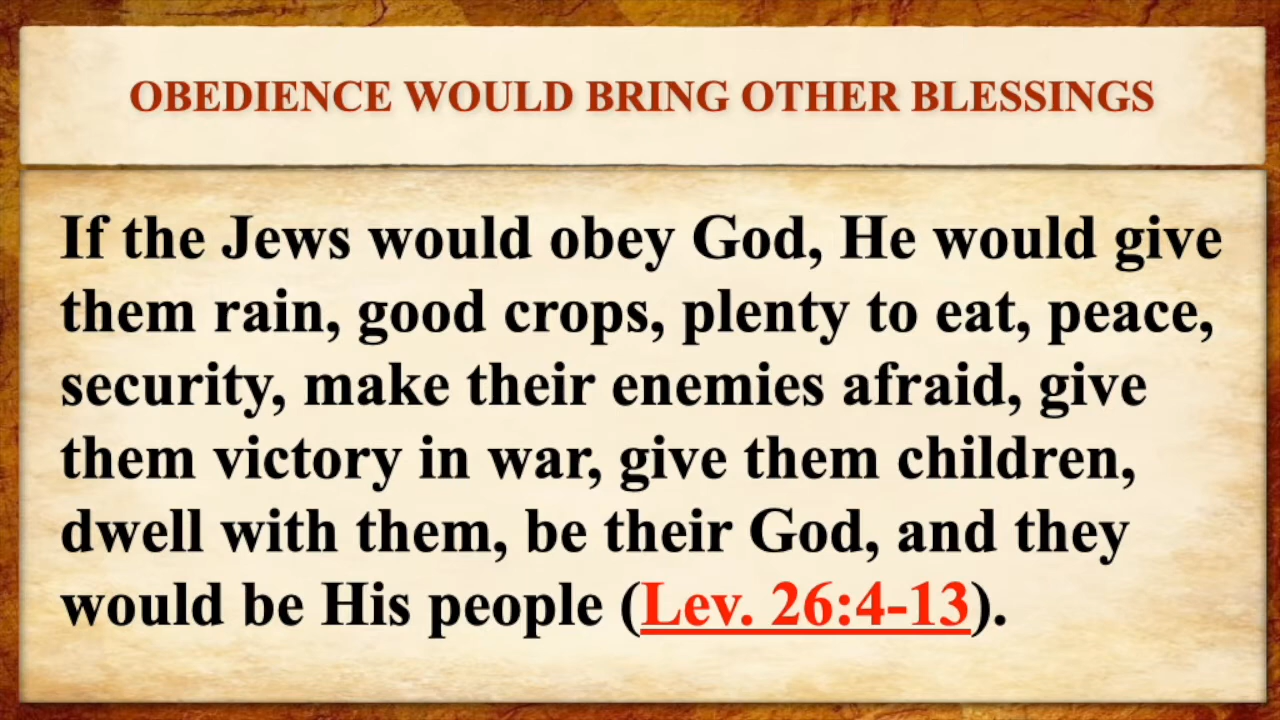 OBEDIENCE WOULD BRING OTHER BLESSINGS
If the Jews would obey God, He would give
them rain, good crops, plenty to eat, peace,
security, make their enemies afraid, give
them victory in war, give them children,
dwell with them, be their God, and they
would be His people (Lev. 26:4-13).